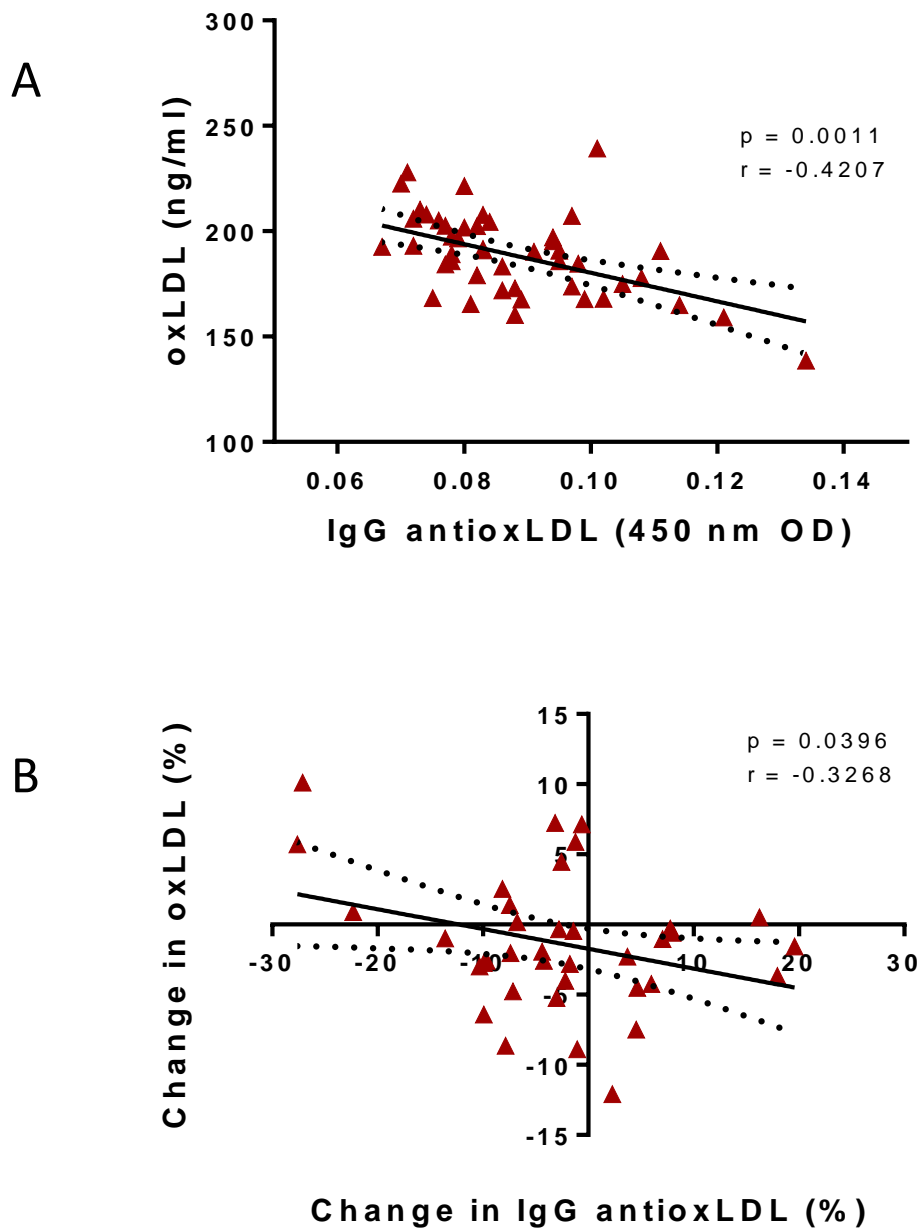 A
300
250
200
150
100
oxLDL (ng/ml)
p = 0.0011
r = -0.4207
0.06 0.08 0.10 0.12 0.14
IgG antioxLDL (450 nm OD)
B
15
10
5
-5
-10
-15
Change in oxLDL (%)
p = 0.0396
r = -0.3268
-30 -20 -10 10 20 30
Change in IgG antioxLDL (%)